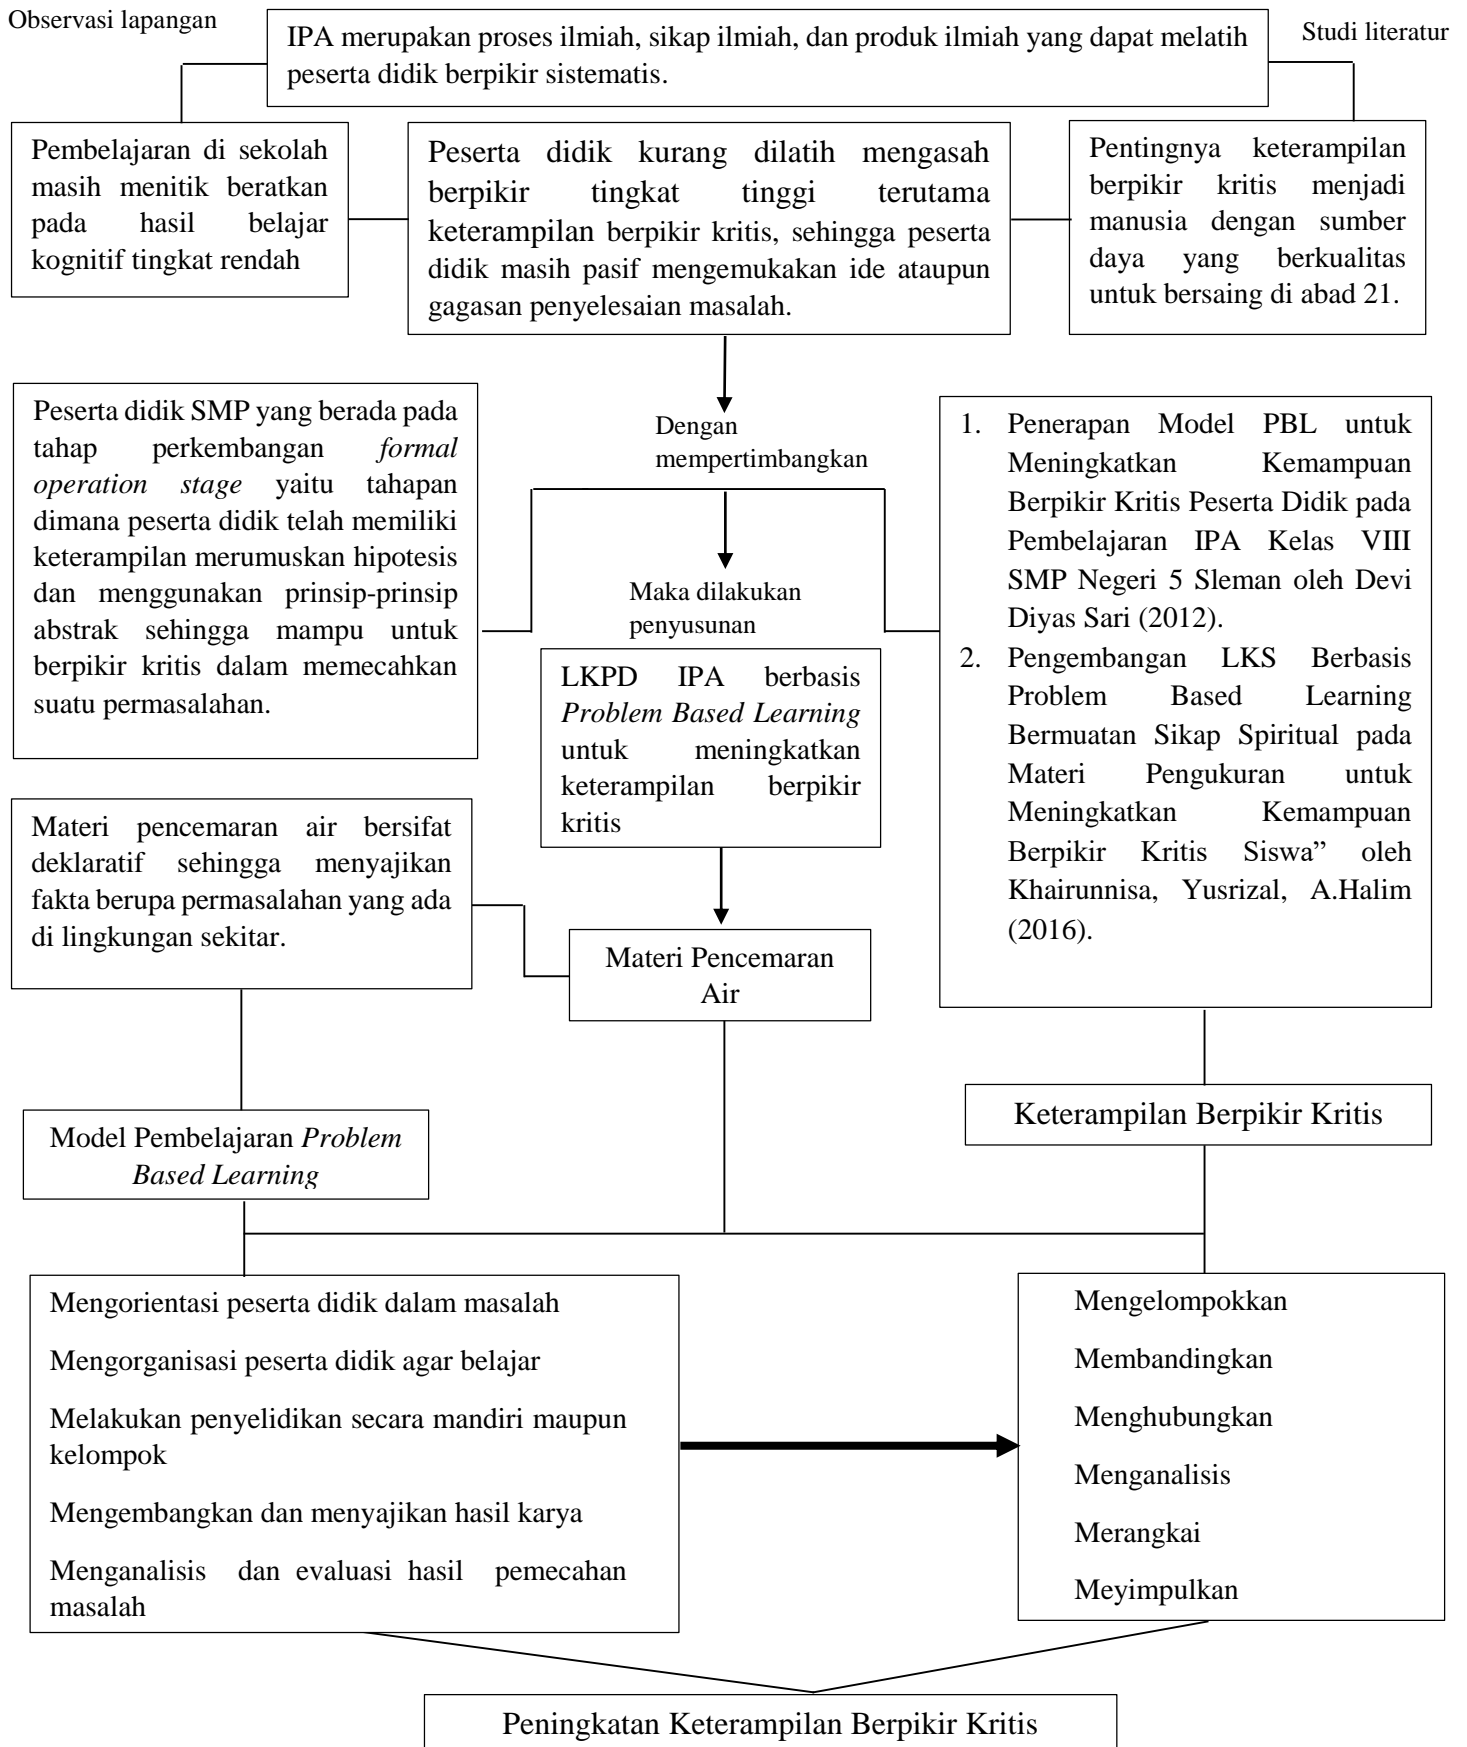 Observasi lapangan
IPA merupakan proses ilmiah, sikap ilmiah, dan produk ilmiah yang dapat melatih
peserta didik berpikir sistematis.
Studi literatur
Pembelajaran di sekolah
masih menitik beratkan
pada hasil belajar
kognitif tingkat rendah
Peserta didik kurang dilatih mengasah
berpikir tingkat tinggi terutama
keterampilan berpikir kritis, sehingga peserta
didik masih pasif mengemukakan ide ataupun
gagasan penyelesaian masalah.
Pentingnya keterampilan
berpikir kritis menjadi
manusia dengan sumber
daya yang berkualitas
untuk bersaing di abad 21.
Peserta didik SMP yang berada pada
tahap perkembangan formal
operation stage yaitu tahapan
dimana peserta didik telah memiliki
keterampilan merumuskan hipotesis
dan menggunakan prinsip-prinsip
abstrak sehingga mampu untuk
berpikir kritis dalam memecahkan
suatu permasalahan.
Dengan
mempertimbangkan
Maka dilakukan
penyusunan
LKPD IPA berbasis
Problem Based Learning
untuk meningkatkan
keterampilan berpikir
kritis
1. Penerapan Model PBL untuk
Meningkatkan Kemampuan
Berpikir Kritis Peserta Didik pada
Pembelajaran IPA Kelas VIII
SMP Negeri 5 Sleman oleh Devi
Diyas Sari (2012).
2. Pengembangan LKS Berbasis
Problem Based Learning
Bermuatan Sikap Spiritual pada
Materi Pengukuran untuk
Meningkatkan Kemampuan
Berpikir Kritis Siswa” oleh
Khairunnisa, Yusrizal, A.Halim
(2016).
Materi pencemaran air bersifat
deklaratif sehingga menyajikan
fakta berupa permasalahan yang ada
di lingkungan sekitar.
Materi Pencemaran
Air
Model Pembelajaran Problem
Based Learning
Keterampilan Berpikir Kritis
Mengorientasi peserta didik dalam masalah
Mengorganisasi peserta didik agar belajar
Melakukan penyelidikan secara mandiri maupun
kelompok
Mengembangkan dan menyajikan hasil karya
Menganalisis dan evaluasi hasil pemecahan
masalah
Mengelompokkan
Membandingkan
Menghubungkan
Menganalisis
Merangkai
Meyimpulkan
Peningkatan Keterampilan Berpikir Kritis